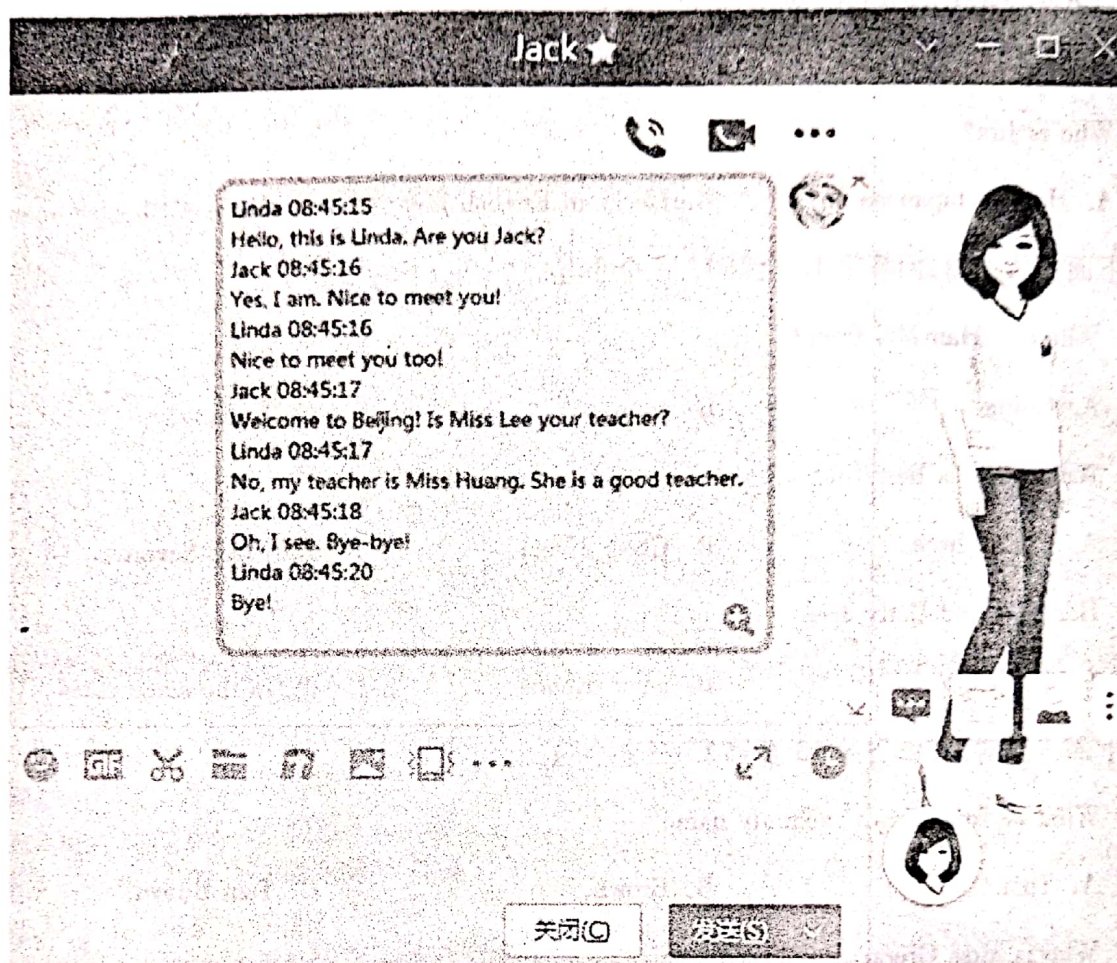 Jack
Linda 08:45:15
Hello, this is Linda. Are you Jack?
Jack 08:45:16
Yes, I am. Nice to meet you!
Linda 08:45:16
Nice to meet you too!
Jack 08:45:17
Welcome to Beijing! Is Miss Lee your teacher?
Linda 08:45:17
No, my teacher is Miss Huang. She is a good teacher.
Jack 08:45:18
Oh, I see. Bye-bye!
Linda 08:45:20
Bye!
GIF
关闭(C) 发送(S)